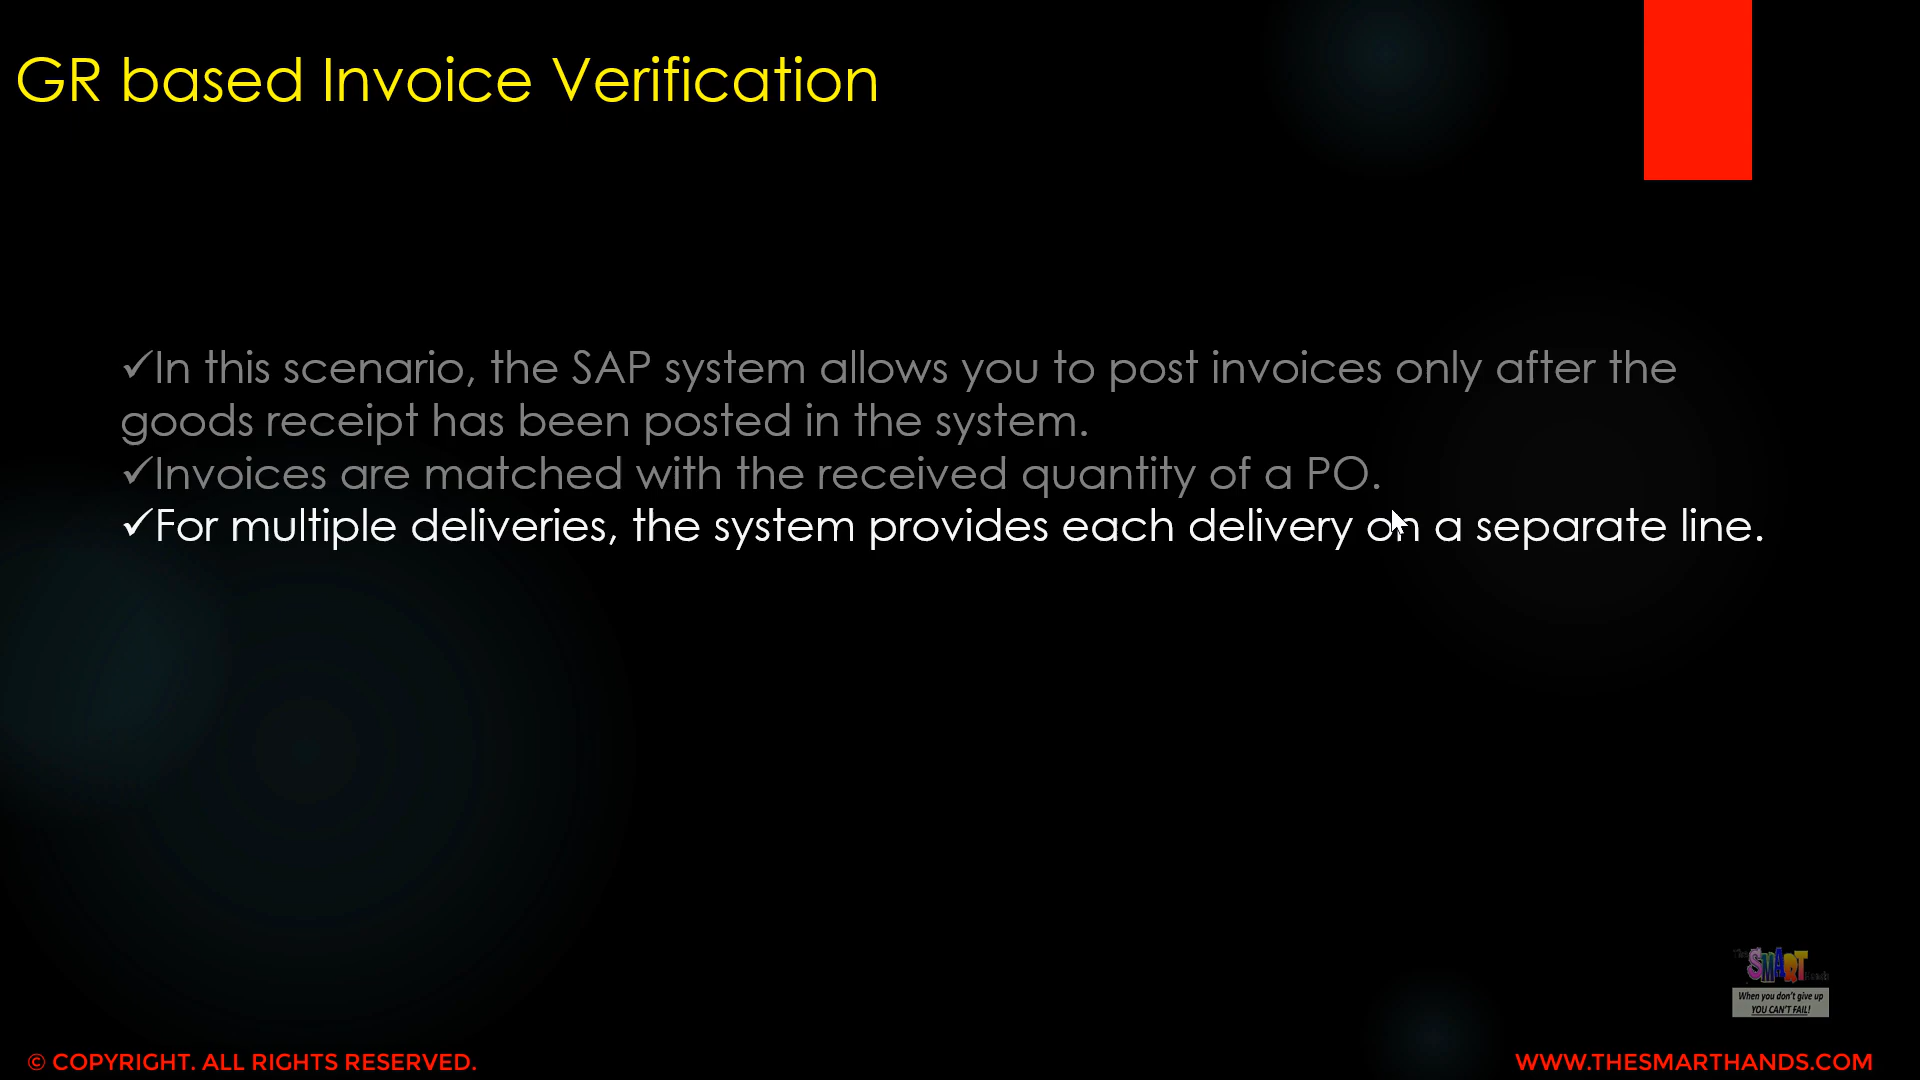 GR based Invoice Verification
✓In this scenario, the SAP system allows you to post invoices only after the
goods receipt has been posted in the system.
✓Invoices are matched with the received quantity of a PO.
✓For multiple deliveries, the system provides each delivery on a separate line.
The SMART Hands
When you don't give up
YOU CAN'T FAIL!
© COPYRIGHT. ALL RIGHTS RESERVED.
WWW.THESMARTHANDS.COM